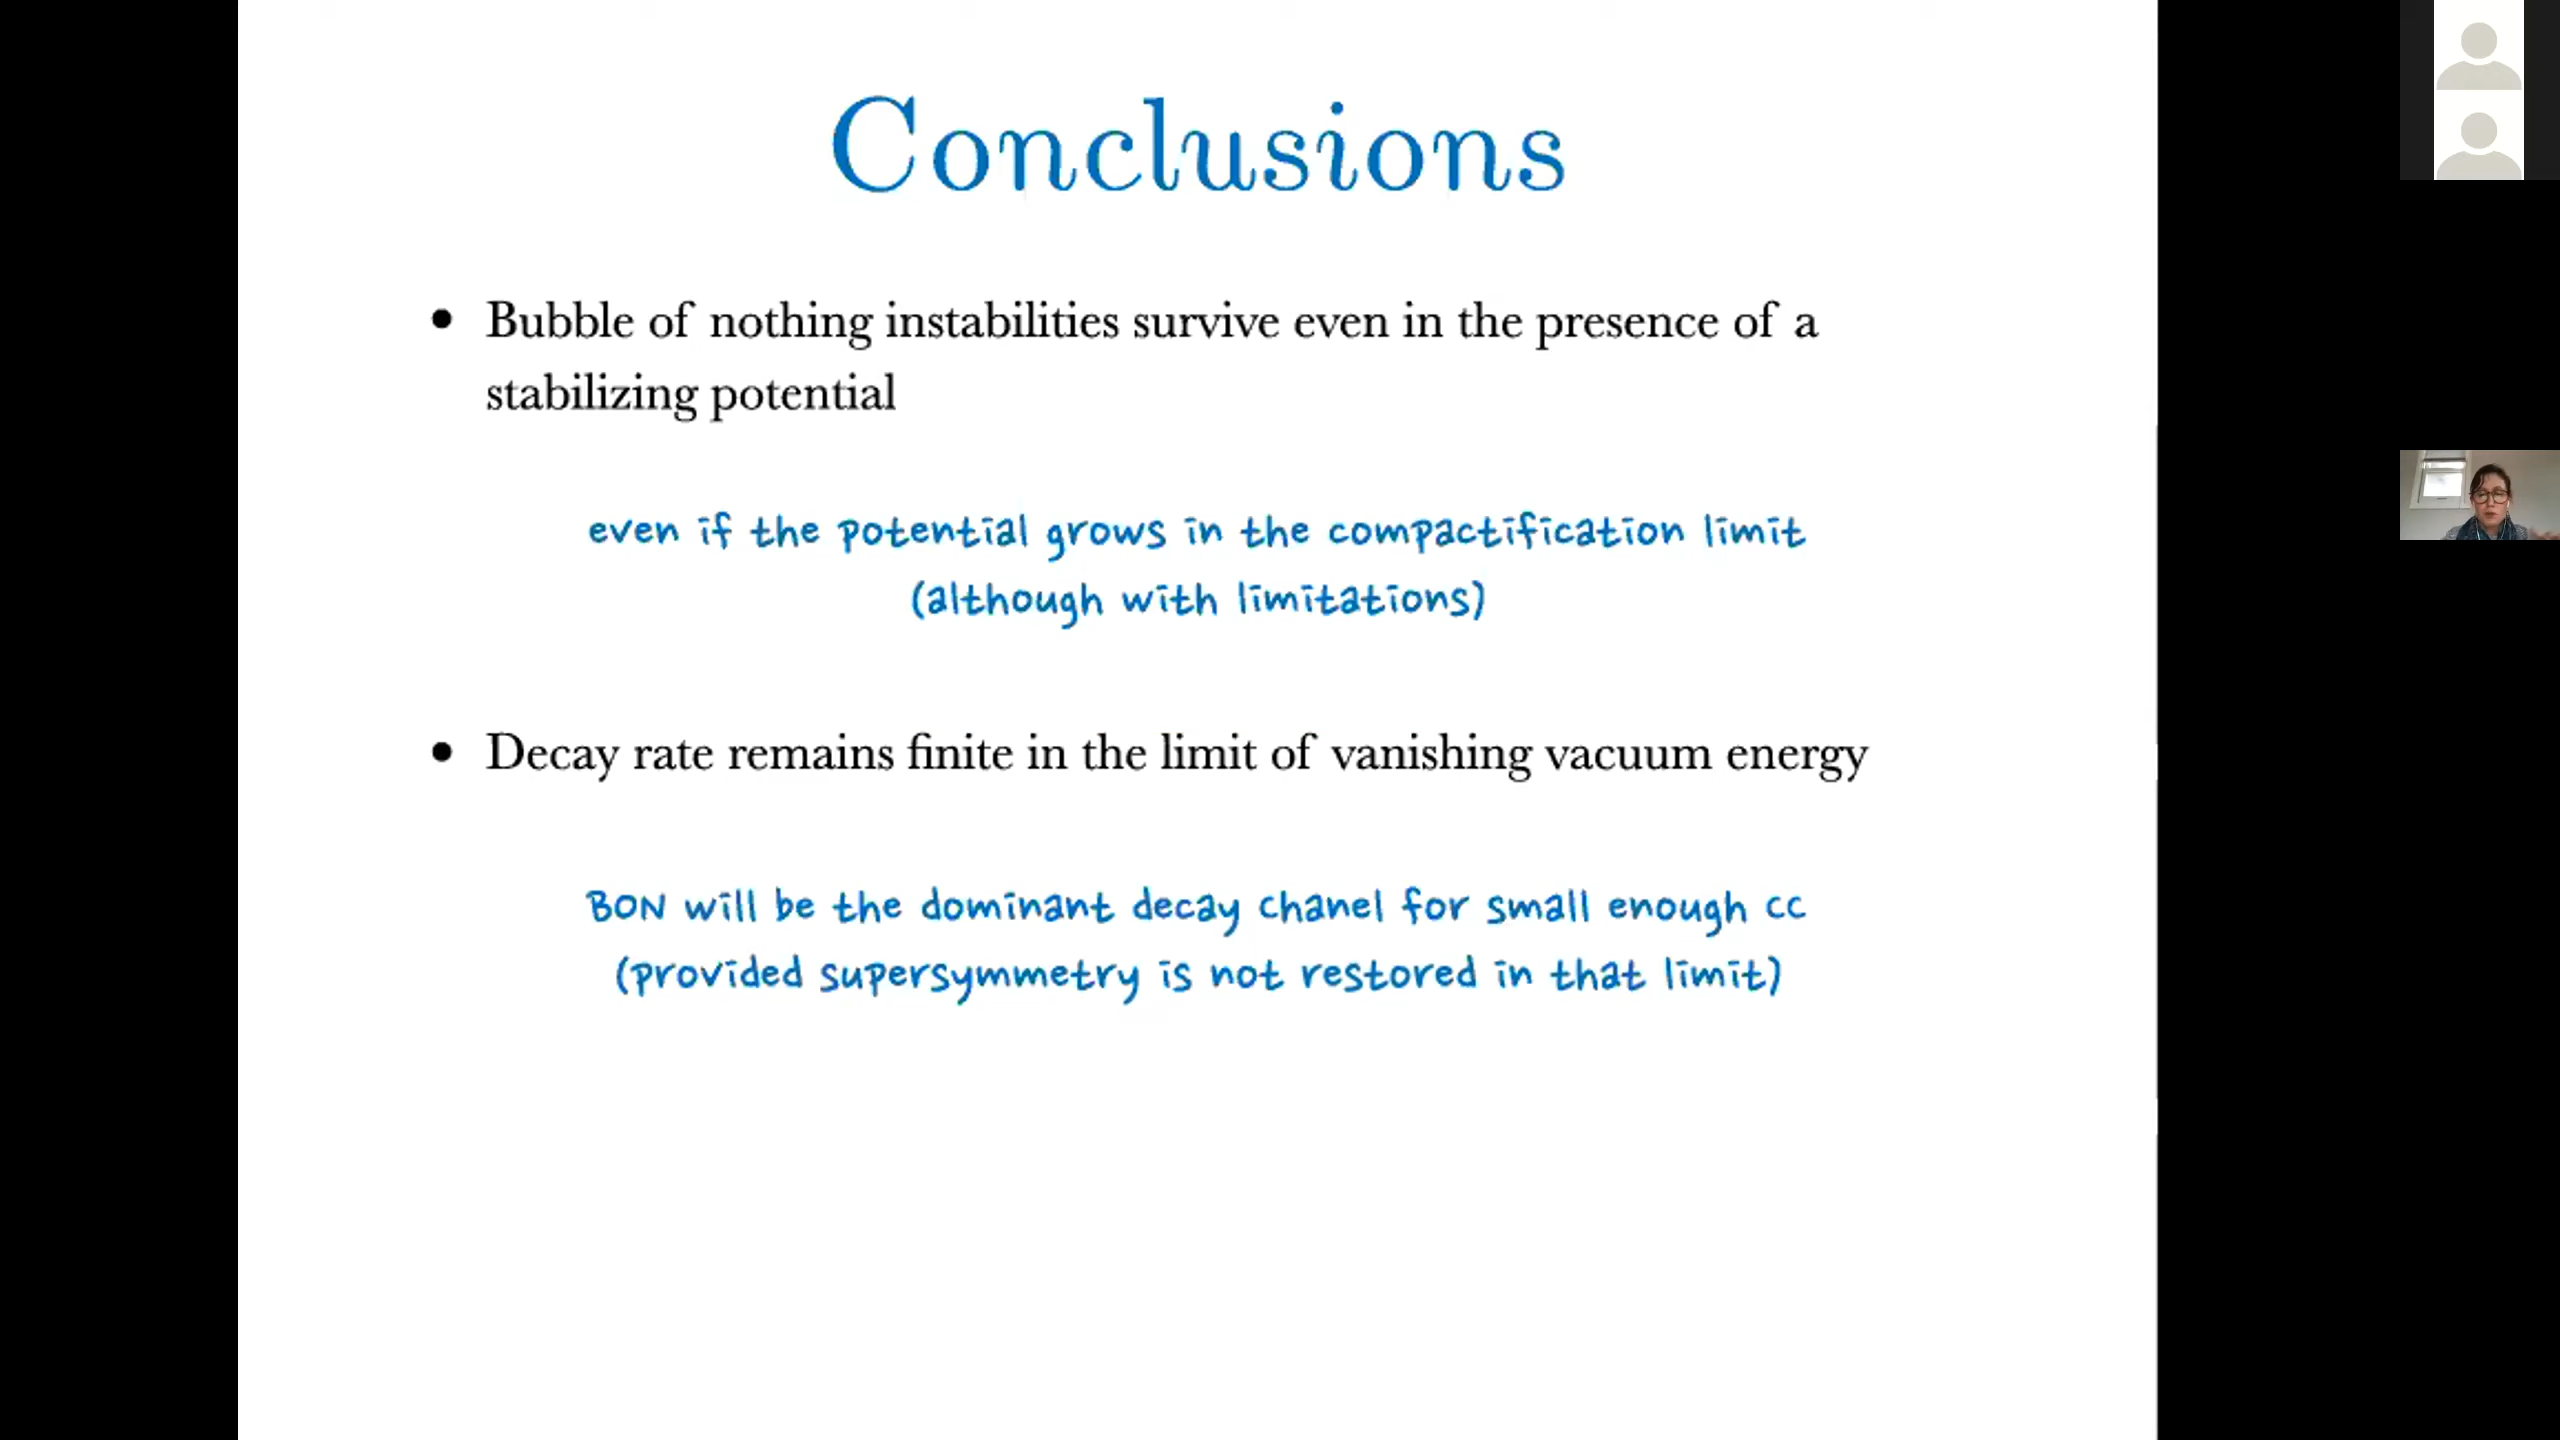 Conclusions
• Bubble of nothing instabilities survive even in the presence of a
stabilizing potential
even if the potential grows in the compactification limit
(although with limitations)
• Decay rate remains finite in the limit of vanishing vacuum energy
BON will be the dominant decay chanel for small enough cc
(provided supersymmetry is not restored in that limit)